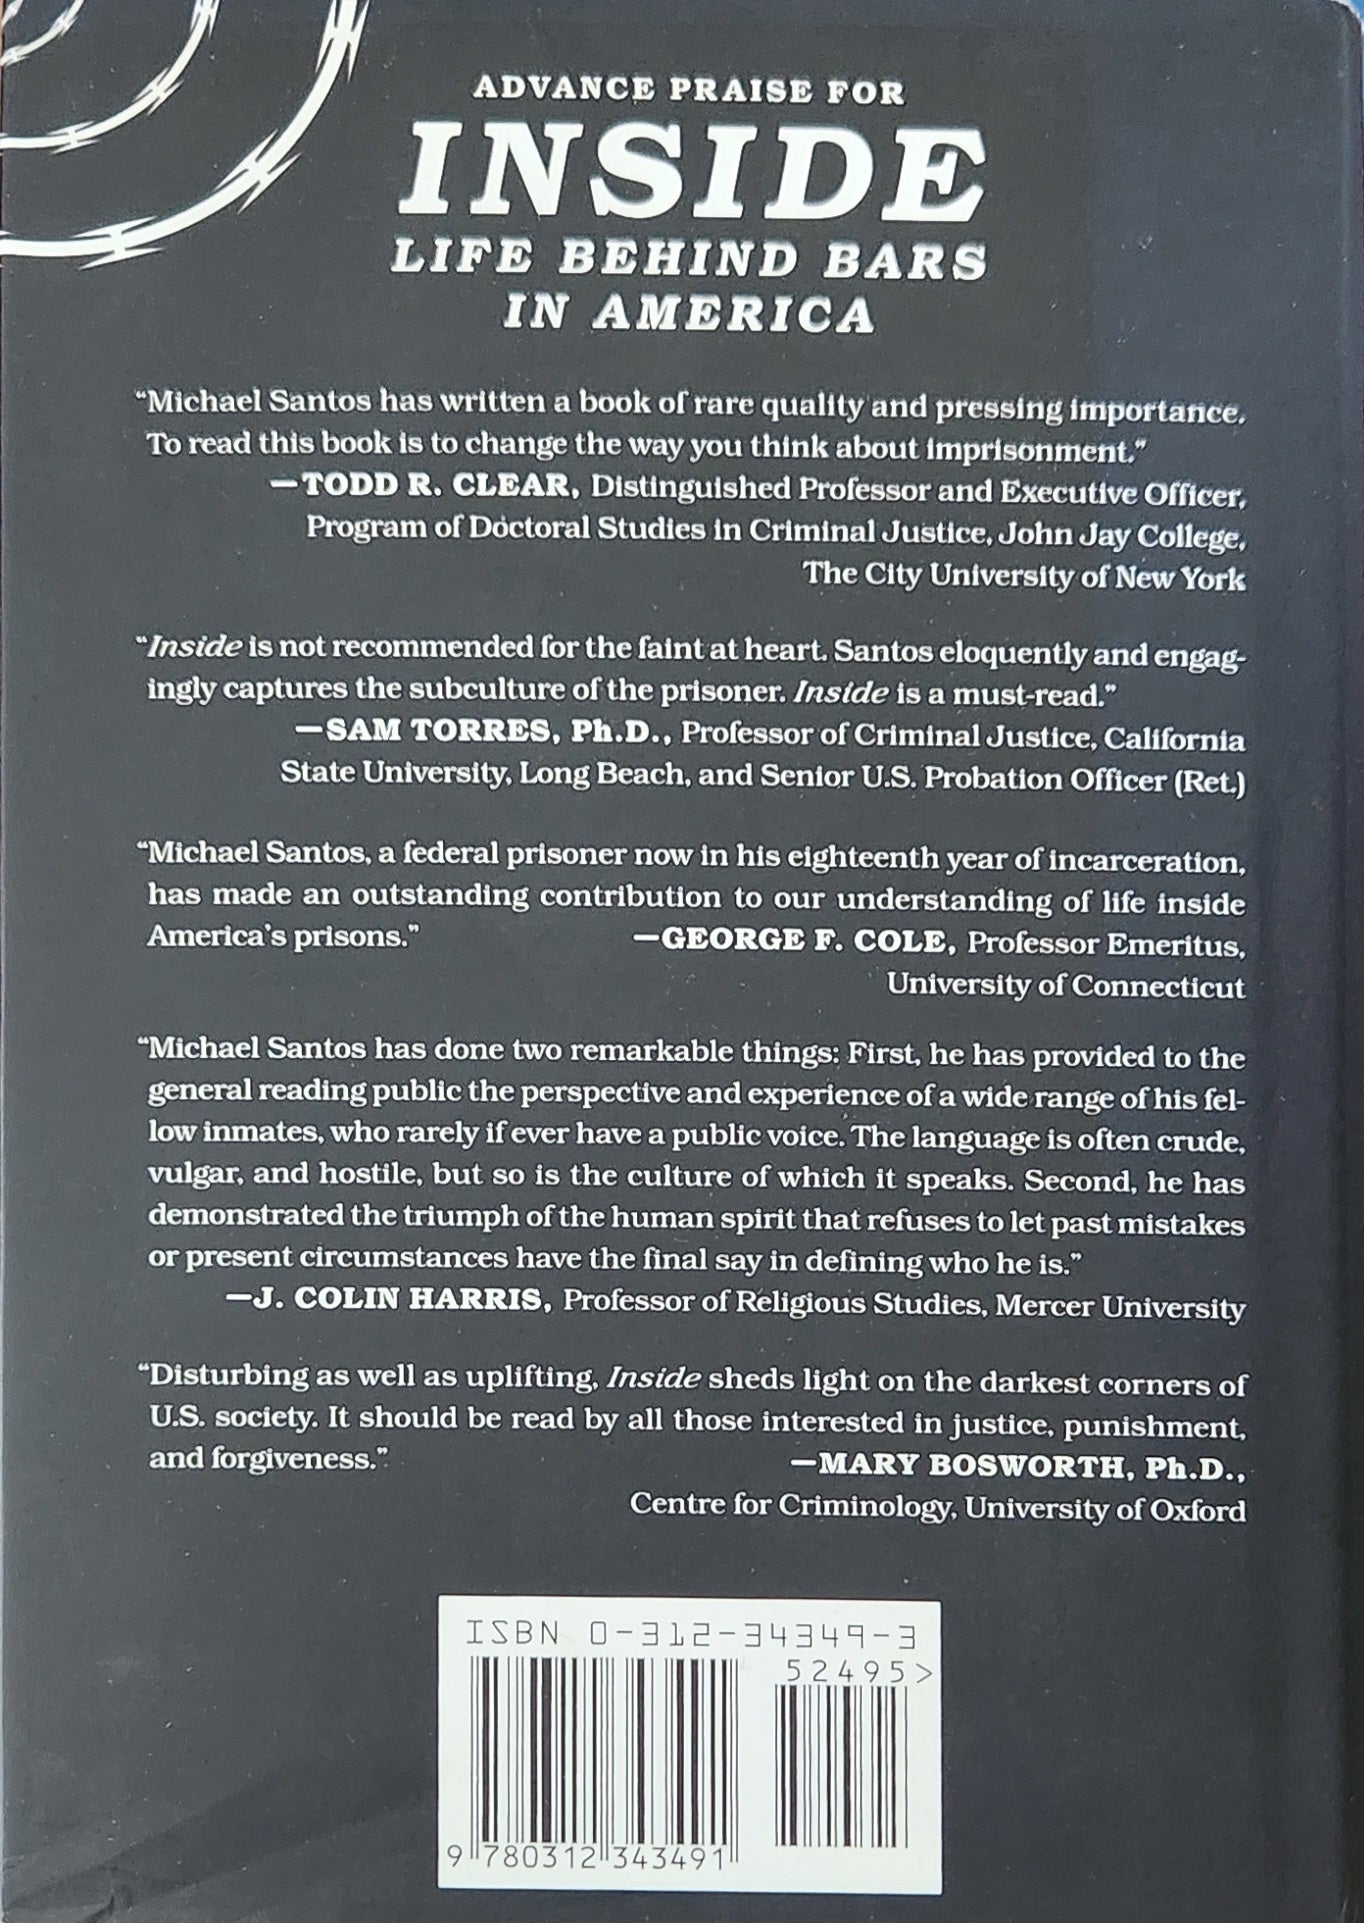 ADVANCE PRAISE FOR
INSIDE
LIFE BEHIND BARS
IN AMERICA
“Michael Santos has written a book of rare quality and pressing importance.
To read this book is to change the way you think about imprisonment.”
—TODD R. CLEAR, Distinguished Professor and Executive Officer,
Program of Doctoral Studies in Criminal Justice, John Jay College,
The City University of New York
“Inside is not recommended for the faint at heart. Santos eloquently and engag-
ingly captures the subculture of the prisoner. Inside is a must-read.”
—SAM TORRES, Ph.D., Professor of Criminal Justice, California
State University, Long Beach, and Senior U.S. Probation Officer (Ret.)
“Michael Santos, a federal prisoner now in his eighteenth year of incarceration,
has made an outstanding contribution to our understanding of life inside
America’s prisons.” —GEORGE F. COLE, Professor Emeritus,
University of Connecticut
“Michael Santos has done two remarkable things: First, he has provided to the
general reading public the perspective and experience of a wide range of his fel-
low inmates, who rarely if ever have a public voice. The language is often crude,
vulgar, and hostile, but so is the culture of which it speaks. Second, he has
demonstrated the triumph of the human spirit that refuses to let past mistakes
or present circumstances have the final say in defining who he is.”
—J. COLIN HARRIS, Professor of Religious Studies, Mercer University
“Disturbing as well as uplifting, Inside sheds light on the darkest corners of
U.S. society. It should be read by all those interested in justice, punishment,
and forgiveness.” —MARY BOSWORTH, Ph.D.,
Centre for Criminology, University of Oxford
ISBN 0-312-34349-3
52495>
9 780312 343491